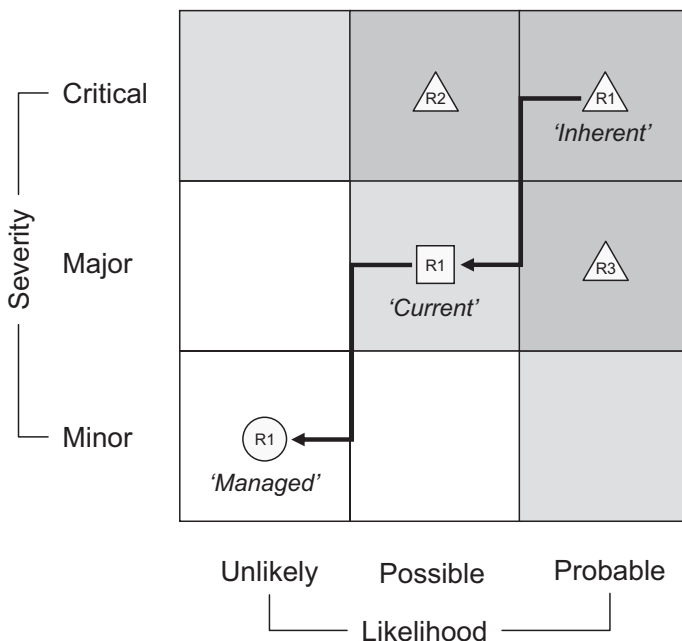 Critical
R2
R1
‘Inherent’
Severity
Major
R1
R3
‘Current’
Minor
R1
‘Managed’
Unlikely
Possible
Probable
Likelihood